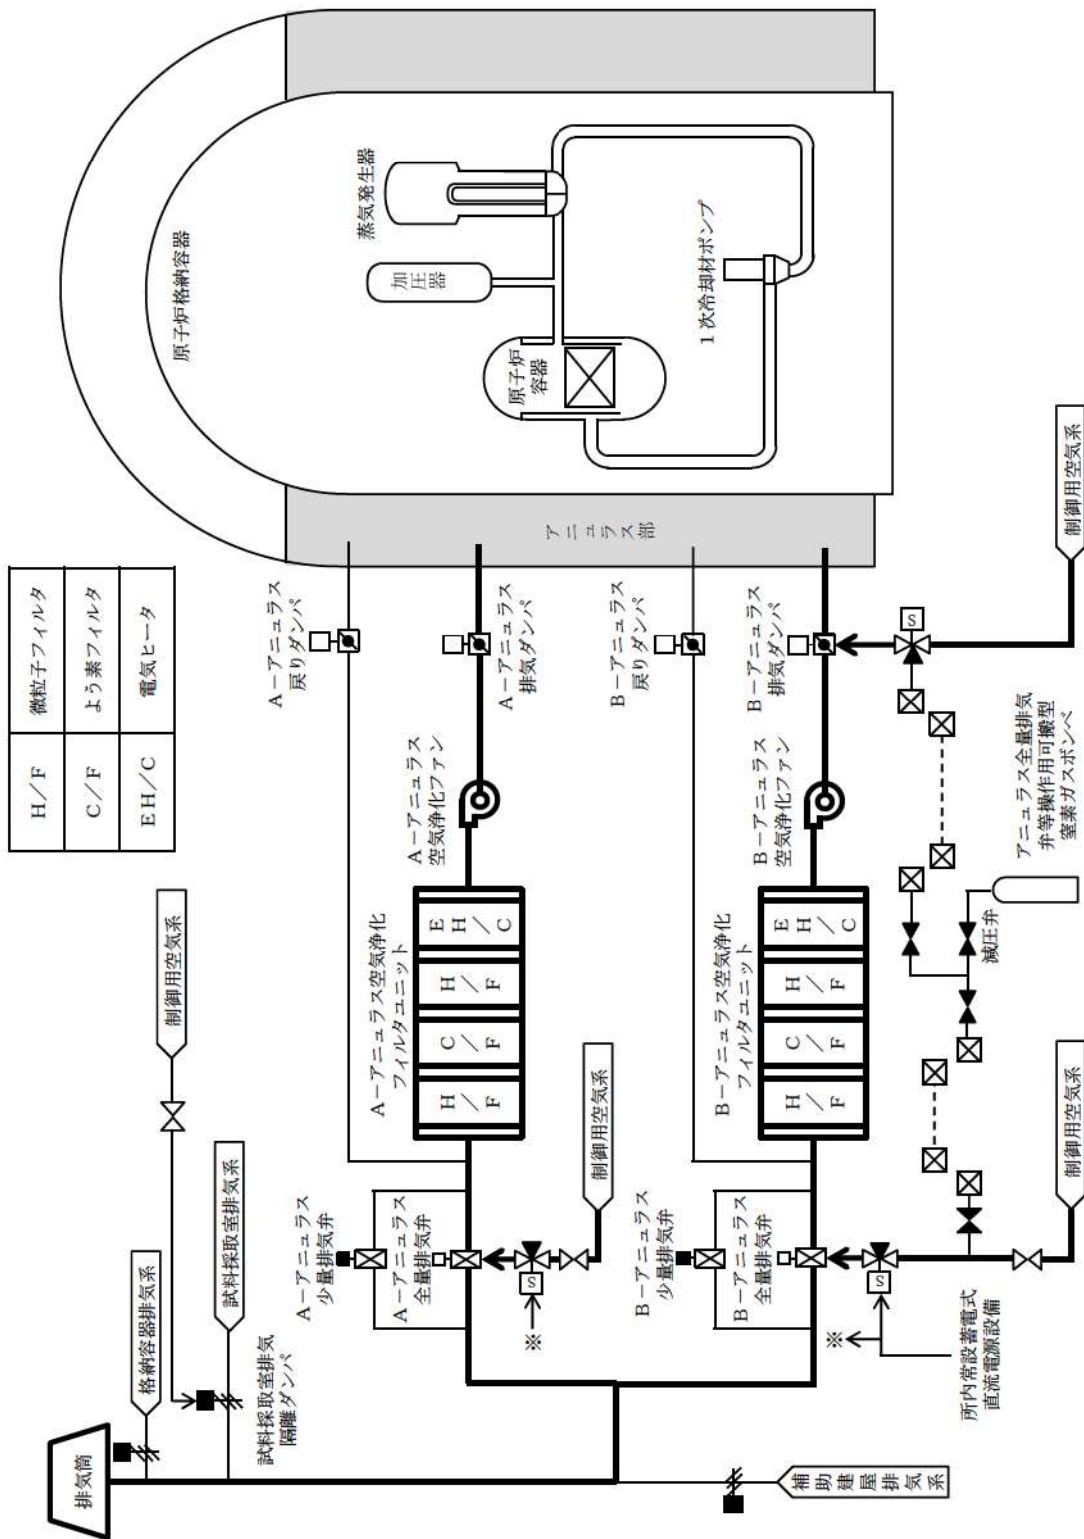 排気筒
格納容器排気系
試料採取室排気系
制御用空気系
試料採取室排気
隔離ダンパ
補助建屋排気系
H/F
微粒子フィルタ
C/F
よう素フィルタ
EH/C
電気ヒータ
A－アニュラス
少量排気弁
A－アニュラス
全量排気弁
S
※
制御用空気系
A－アニュラス空気浄化
フィルタユニット
H/F
C/F
H/F
EH/C
A－アニュラス
空気浄化ファン
A－アニュラス
戻りダンパ
A－アニュラス
排気ダンパ
B－アニュラス
少量排気弁
B－アニュラス
全量排気弁
S
※
所内常設蓄電式
直流電源設備
制御用空気系
B－アニュラス空気浄化
フィルタユニット
H/F
C/F
H/F
EH/C
B－アニュラス
空気浄化ファン
B－アニュラス
戻りダンパ
B－アニュラス
排気ダンパ
減圧弁
アニュラス全量排気
弁等操作用可搬型
窒素ガスボンベ
S
制御用空気系
アニュラス部
原子炉格納容器
蒸気発生器
加圧器
原子炉
容器
1次冷却材ポンプ